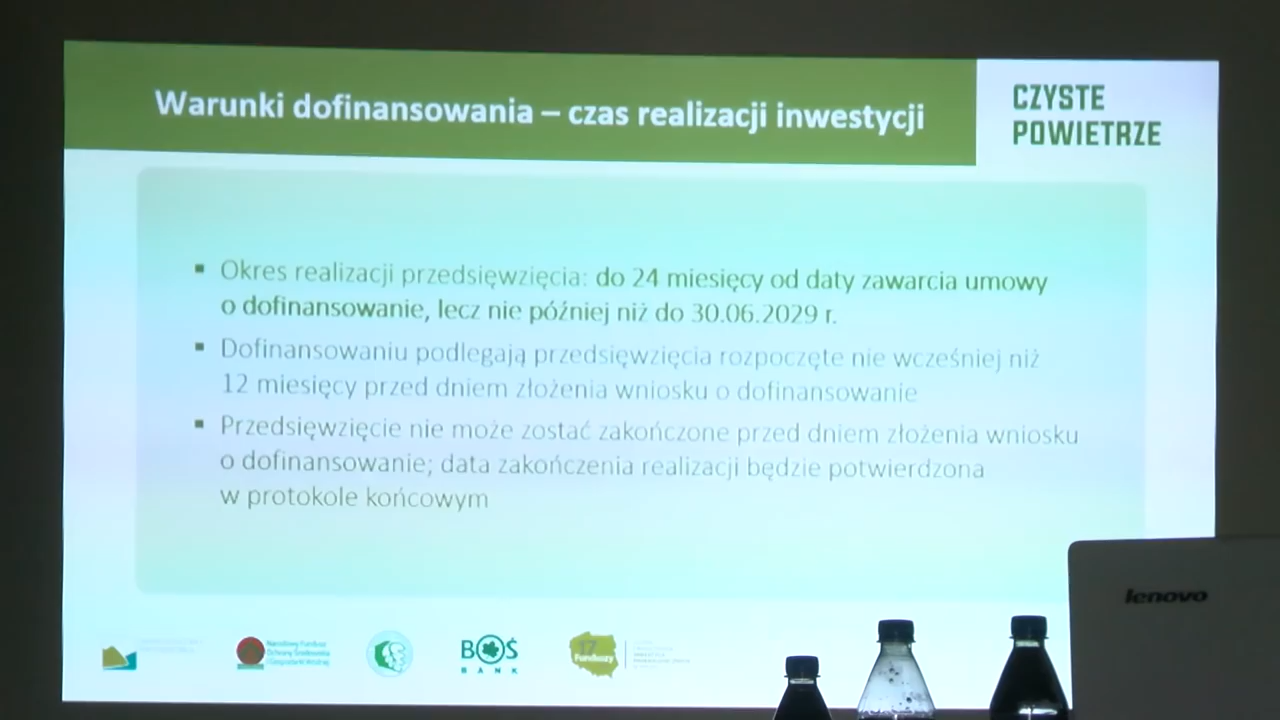 Warunki dofinansowania – czas realizacji inwestycji
CZYSTE
POWIETRZE
▪ Okres realizacji przedsięwzięcia: do 24 miesięcy od daty zawarcia umowy
o dofinansowanie, lecz nie później niż do 30.06.2029 r.
▪ Dofinansowaniu podlegają przedsięwzięcia rozpoczęte nie wcześniej niż
12 miesięcy przed dniem złożenia wniosku o dofinansowanie
▪ Przedsięwzięcie nie może zostać zakończone przed dniem złożenia wniosku
o dofinansowanie; data zakończenia realizacji będzie potwierdzona
w protokole końcowym
lenovo
Narodowy Fundusz
Ochrony Środowiska
i Gospodarki Wodnej
BOŚ
BANK
17
Funduszy